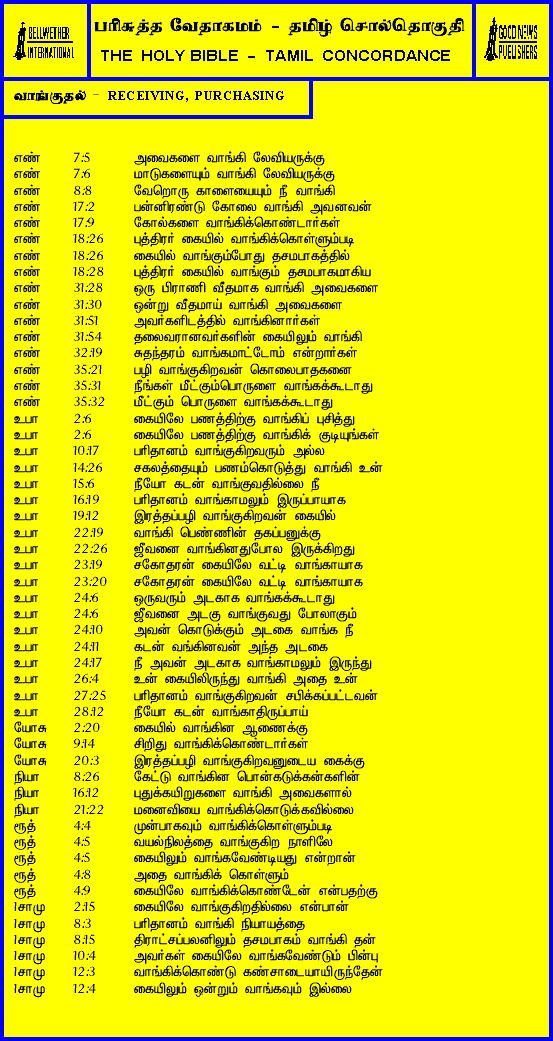 BELLWETHER INTERNATIONAL
பரிசுத்த வேதாகமம் - தமிழ் சொல்தொகுதி
THE HOLY BIBLE - TAMIL CONCORDANCE
GOOD NEWS PUBLISHERS
வாங்குதல் - RECEIVING, PURCHASING
எண் 7:5 அவைகளை வாங்கி லேவியருக்கு
எண் 7:6 மாடுகளையும் வாங்கி லேவியருக்கு
எண் 8:8 வேறொரு காளையையும் நீ வாங்கி
எண் 17:2 பன்னிரண்டு கோலை வாங்கி அவனவன்
எண் 17:9 கோல்களை வாங்கிக்கொண்டார்கள்
எண் 18:26 புத்திரர் கையில் வாங்கிக்கொள்ளும்படி
எண் 18:26 கையில் வாங்கும்போது தசமபாகத்தில்
எண் 18:28 புத்திரர் கையில் வாங்கும் தசமபாகமாகிய
எண் 31:28 ஒரு பிராணி வீதமாக வாங்கி அவைகளை
எண் 31:30 ஒன்று வீதமாய் வாங்கி அவைகளை
எண் 31:51 அவர்களிடத்தில் வாங்கினார்கள்
எண் 31:54 தலைவரானவர்களின் கையிலும் வாங்கி
எண் 32:19 சுதந்தரம் வாங்கமாட்டோம் என்றார்கள்
எண் 35:21 பழி வாங்குகிறவன் கொலைபாதகனை
எண் 35:31 நீங்கள் மீட்கும்பொருளை வாங்கக்கூடாது
எண் 35:32 மீட்கும் பொருளை வாங்கக்கூடாது
உபா 2:6 கையிலே பணத்திற்கு வாங்கிப் புசித்து
உபா 2:6 கையிலே பணத்திற்கு வாங்கிக் குடியுங்கள்
உபா 10:17 பரிதானம் வாங்குகிறவரும் அல்ல
உபா 14:26 சகலத்தையும் பணம்கொடுத்து வாங்கி உன்
உபா 15:6 நீயோ கடன் வாங்குவதில்லை நீ
உபா 16:19 பரிதானம் வாங்காமலும் இருப்பாயாக
உபா 19:12 இரத்தப்பழி வாங்குகிறவன் கையில்
உபா 22:19 வாங்கி பெண்ணின் தகப்பனுக்கு
உபா 22:26 ஜீவனை வாங்கினதுபோல இருக்கிறது
உபா 23:19 சகோதரன் கையிலே வட்டி வாங்காயாக
உபா 23:20 சகோதரன் கையிலே வட்டி வாங்காயாக
உபா 24:6 ஒருவரும் அடகாக வாங்கக்கூடாது
உபா 24:6 ஜீவனை அடகு வாங்குவது போலாகும்
உபா 24:10 அவன் கொடுக்கும் அடகை வாங்க நீ
உபா 24:11 கடன் வங்கினவன் அந்த அடகை
உபா 24:17 நீ அவன் அடகாக வாங்காமலும் இருந்து
உபா 26:4 உன் கையிலிருந்து வாங்கி அதை உன்
உபா 27:25 பரிதானம் வாங்குகிறவன் சபிக்கப்பட்டவன்
உபா 28:12 நீயோ கடன் வாங்காதிருப்பாய்
யோசு 2:20 கையில் வாங்கின ஆணைக்கு
யோசு 9:14 சிறிது வாங்கிக்கொண்டார்கள்
யோசு 20:3 இரத்தப்பழி வாங்குகிறவனுடைய கைக்கு
நியா 8:26 கேட்டு வாங்கின பொன்கடுக்கன்களின்
நியா 16:12 புதுக்கயிறுகளை வாங்கி அவைகளால்
நியா 21:22 மனைவியை வாங்கிக்கொடுக்கவில்லை
ரூத் 4:4 முன்பாகவும் வாங்கிக்கொள்ளும்படி
ரூத் 4:5 வயல்நிலத்தை வாங்குகிற நாளிலே
ரூத் 4:5 கையிலும் வாங்கவேண்டியது என்றான்
ரூத் 4:8 அதை வாங்கிக் கொள்ளும்
ரூத் 4:9 கையிலே வாங்கிக்கொண்டேன் என்பதற்கு
1சாமு 2:15 கையிலே வாங்குகிறதில்லை என்பான்
1சாமு 8:3 பரிதானம் வாங்கி நியாயத்தை
1சாமு 8:15 திராட்சப்பலனிலும் தசமபாகம் வாங்கி தன்
1சாமு 10:4 அவர்கள் கையிலே வாங்கவேண்டும் பின்பு
1சாமு 12:3 வாங்கிக்கொண்டு கண்சாடையாயிருந்தேன்
1சாமு 12:4 கையிலும் ஒன்றும் வாங்கவும் இல்லை